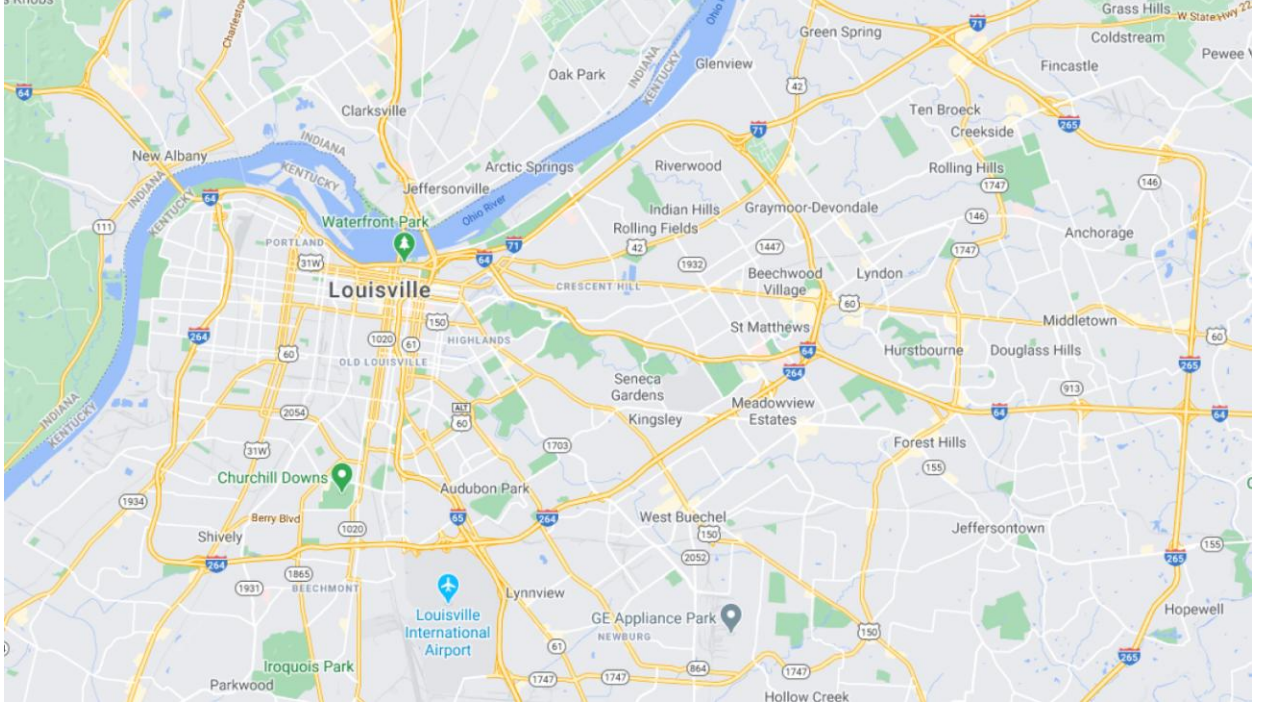 s Knobs
Charlestow
Grass Hills
W State Hwy 22
71
Green Spring
Ohio R
Coldstream
INDIANA
KENTUCKY
Glenview
Oak Park
Fincastle
Pewee V
64
42
Clarksville
Ten Broeck
265
71
Creekside
INDIANA
New Albany
KENTUCKY
Arctic Springs
Riverwood
Rolling Hills
146
1747
INDIANA
KENTUCKY
64
Jeffersonville
Ohio River
Indian Hills
Graymoor-Devondale
146
111
Waterfront Park
Rolling Fields
Anchorage
PORTLAND
71
42
1447
1747
31W
64
1932
Beechwood
Village
Lyndon
Louisville
CRESCENT HILL
60
150
St Matthews
Middletown
264
1020
61
HIGHLANDS
60
60
OLD LOUISVILLE
64
Hurstbourne
Douglass Hills
265
264
Seneca
Gardens
913
INDIANA
KENTUCKY
2054
ALT
60
Kingsley
Meadowview
Estates
64
64
1703
Forest Hills
31W
155
Churchill Downs
Audubon Park
1934
Berry Blvd
65
264
West Buechel
1020
Jeffersontown
Shively
150
155
264
2052
265
1865
1931
BEECHMONT
Lynnview
Louisville
International
Airport
GE Appliance Park
NEWBURG
Hopewell
150
61
265
Iroquois Park
864
1747
1747
1747
Parkwood
Hollow Creek